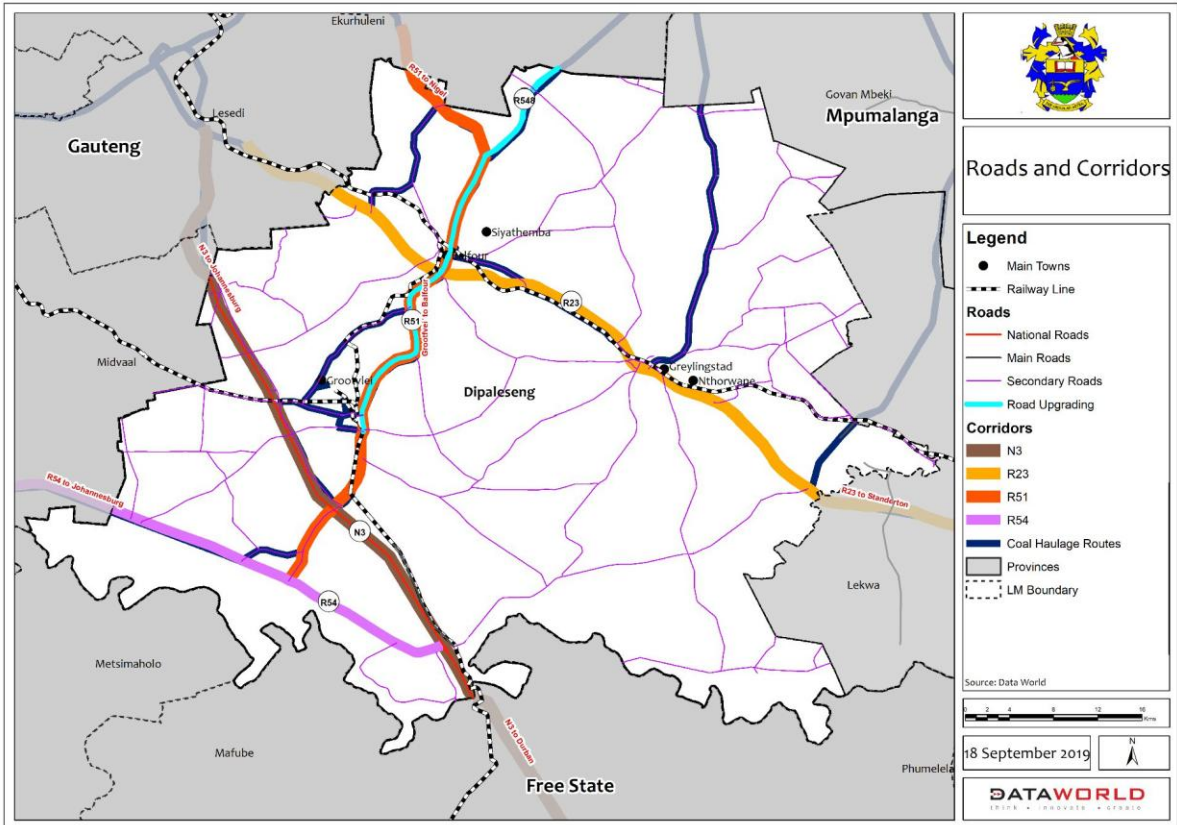 Ekurhuleni
R51 to Nigel
R548
Govan Mbeki
Mpumalanga
Lesedi
Gauteng
Siyathemba
lfour
N3 to Johannesburg
R23
Grootfvei to Balfour
R51
Midvaal
Greylingstad
Nthorwane
Grootvlei
Dipaleseng
R54 to Johannesburg
R23 to Standerton
N3
Lekwa
R54
Metsimaholo
Mafube
N3 to Durban
Free State
Phumelela
Roads and Corridors
Legend
Main Towns
Railway Line
Roads
National Roads
Main Roads
Secondary Roads
Road Upgrading
Corridors
N3
R23
R51
R54
Coal Haulage Routes
Provinces
LM Boundary
Source: Data World
0 2 4 8 12 16
Kms
18 September 2019
N
DATAWORLD
think • innovate • create